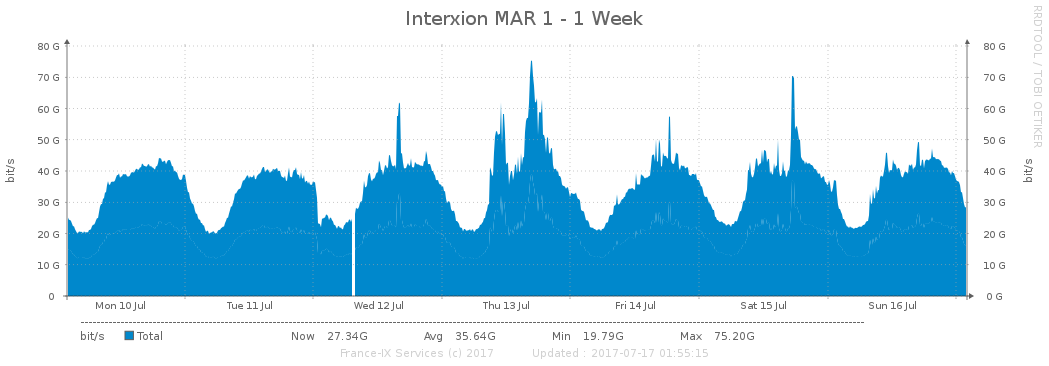 Interxion MAR 1 - 1 Week
RRDTOOL / TOBI OETIKER
bit/s
80 G
70 G
60 G
50 G
40 G
30 G
20 G
10 G
0
80 G
70 G
60 G
50 G
40 G
30 G
20 G
10 G
0 G
bit/s
Mon 10 Jul Tue 11 Jul Wed 12 Jul Thu 13 Jul Fri 14 Jul Sat 15 Jul Sun 16 Jul
bit/s Total Now 27.34G Avg 35.64G Min 19.79G Max 75.20G
France-IX Services (c) 2017 Updated : 2017-07-17 01:55:15